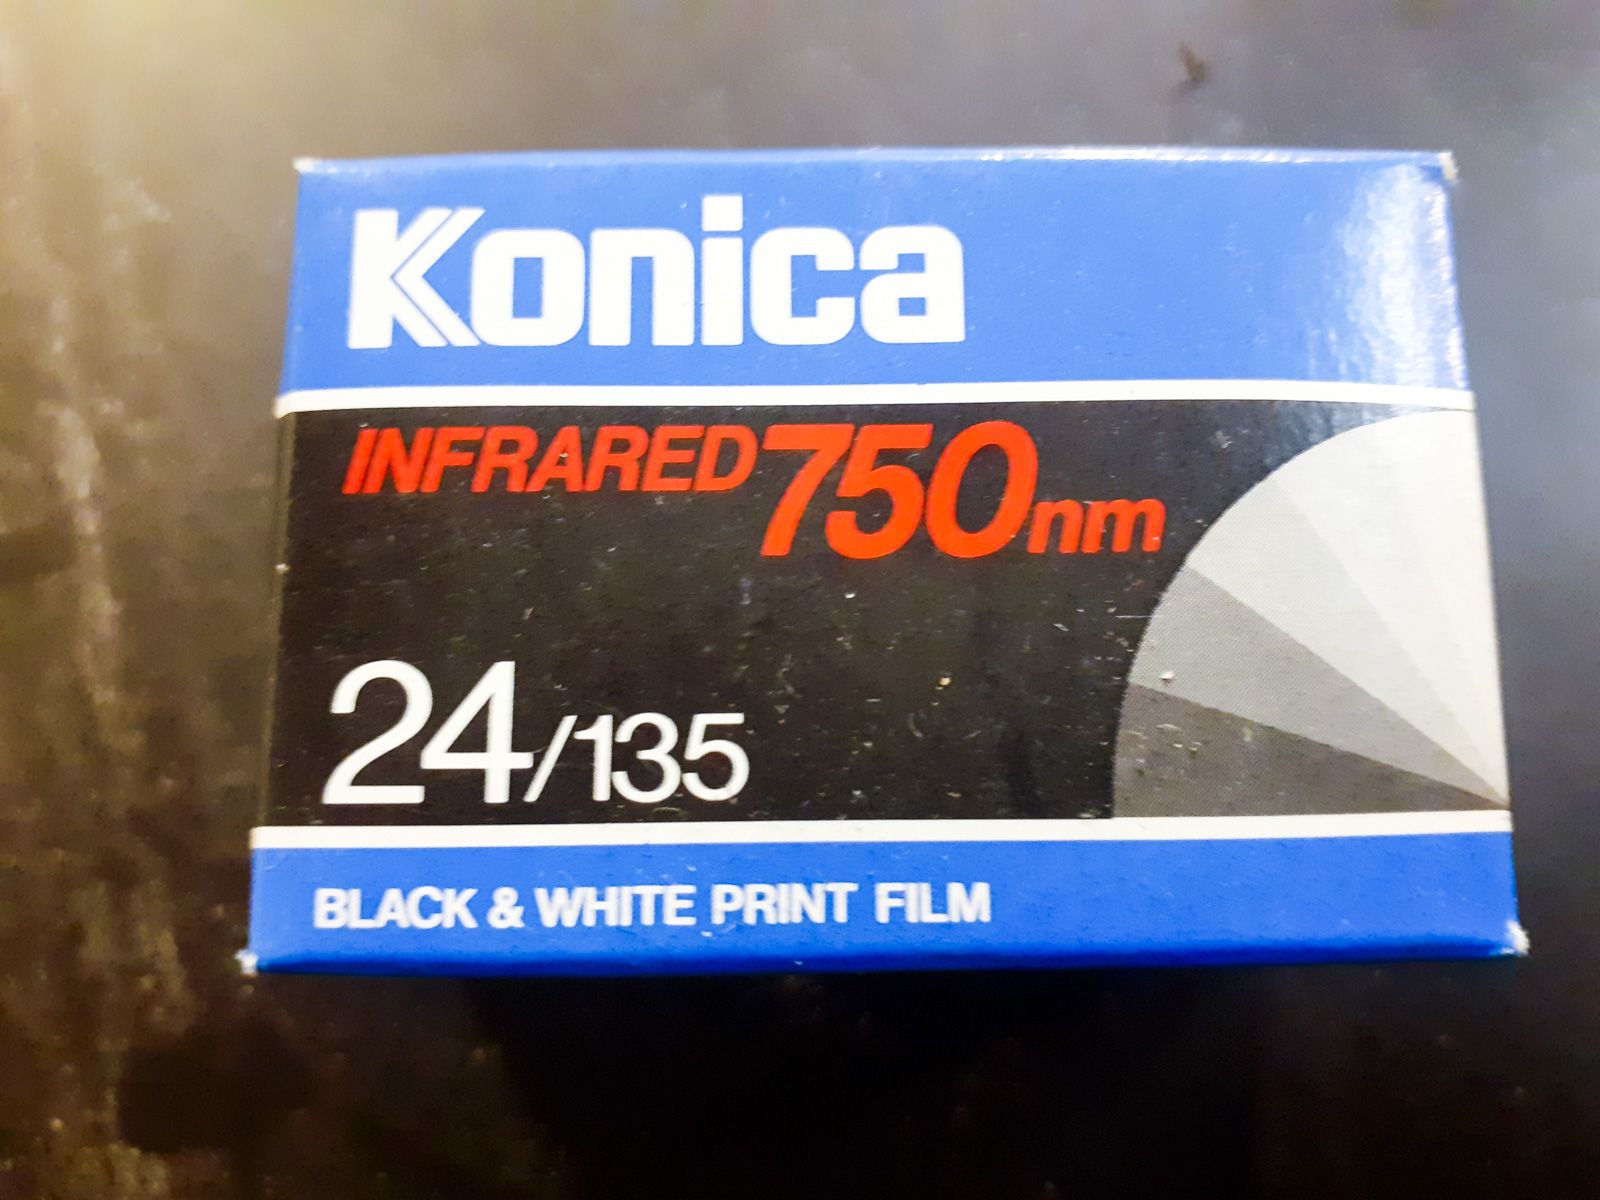 Konica
INFRARED 750nm
24/135
BLACK & WHITE PRINT FILM